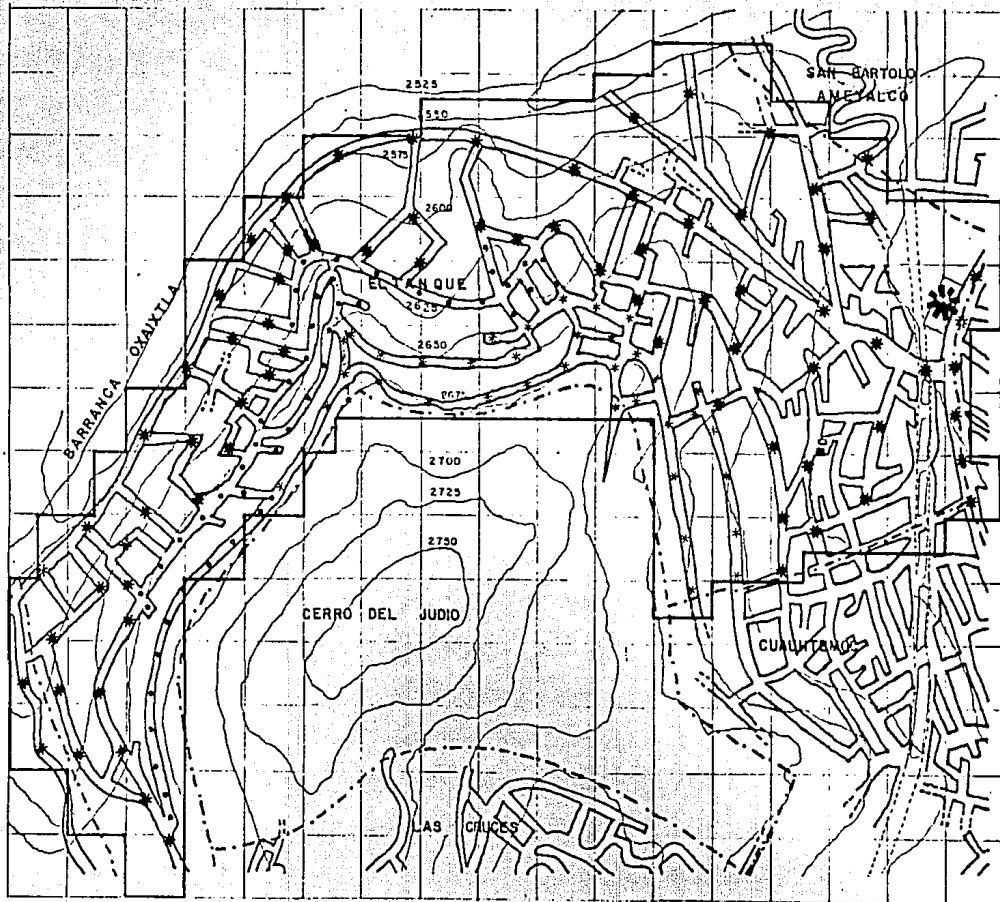 SAN BARTOLO
AMEYALCO
2525
2550
2575
2600
EL TANQUE
2625
2650
2675
BARRANCA OXAIXTLA
2700
2725
2750
CERRO DEL JUDIO
CUAUHTEMOC
LAS CRUCES